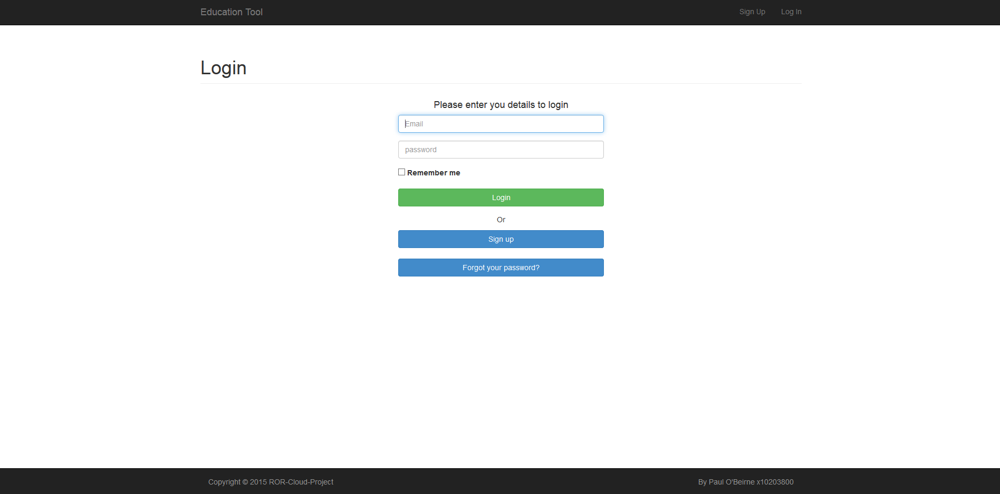 Education Tool
Sign Up
Log In
Login
Please enter you details to login
Email
password
Remember me
Login
Or
Sign up
Forgot your password?
Copyright © 2015 ROR-Cloud-Project
By Paul O'Beirne x10203800